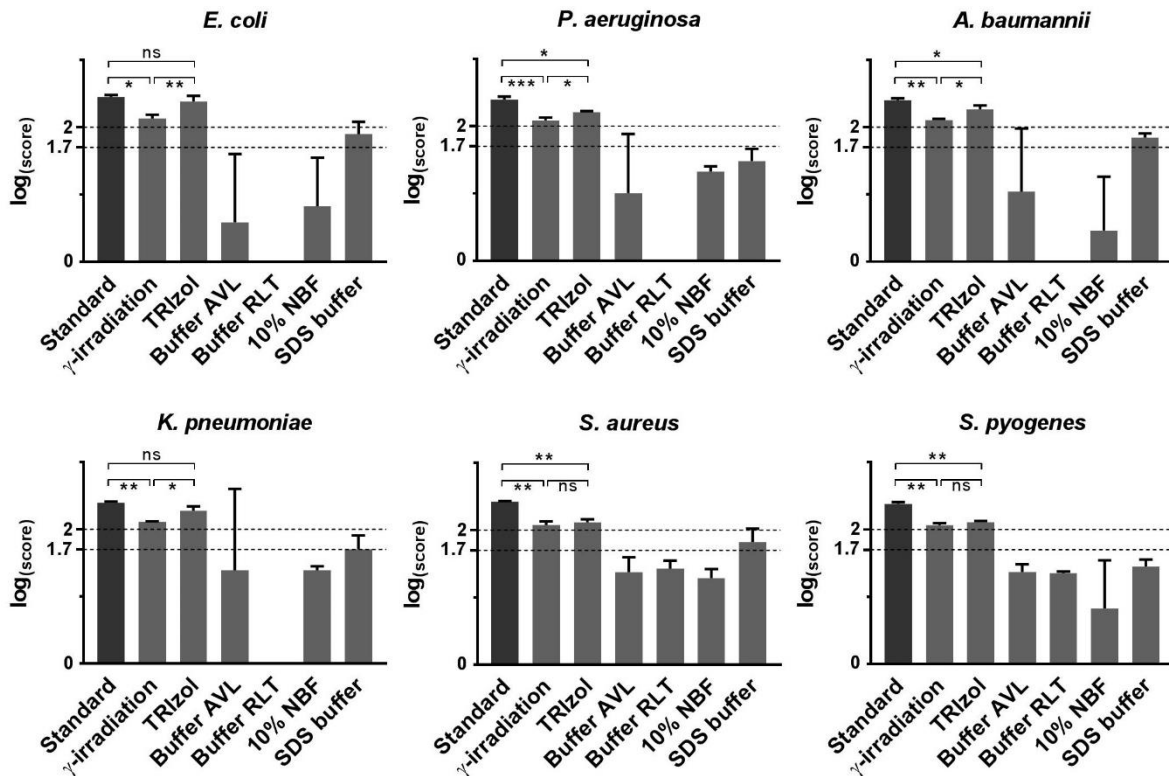 E. coli
ns
* **
2
1.7
0
log(score)
Standard
γ-irradiation
TRIzol
Buffer AVL
Buffer RLT
10% NBF
SDS buffer
P. aeruginosa
*
*** *
2
1.7
0
log(score)
Standard
γ-irradiation
TRIzol
Buffer AVL
Buffer RLT
10% NBF
SDS buffer
A. baumannii
*
** *
2
1.7
0
log(score)
Standard
γ-irradiation
TRIzol
Buffer AVL
Buffer RLT
10% NBF
SDS buffer
K. pneumoniae
ns
** *
2
1.7
0
log(score)
Standard
γ-irradiation
TRIzol
Buffer AVL
Buffer RLT
10% NBF
SDS buffer
S. aureus
**
** ns
2
1.7
0
log(score)
Standard
γ-irradiation
TRIzol
Buffer AVL
Buffer RLT
10% NBF
SDS buffer
S. pyogenes
**
** ns
2
1.7
0
log(score)
Standard
γ-irradiation
TRIzol
Buffer AVL
Buffer RLT
10% NBF
SDS buffer